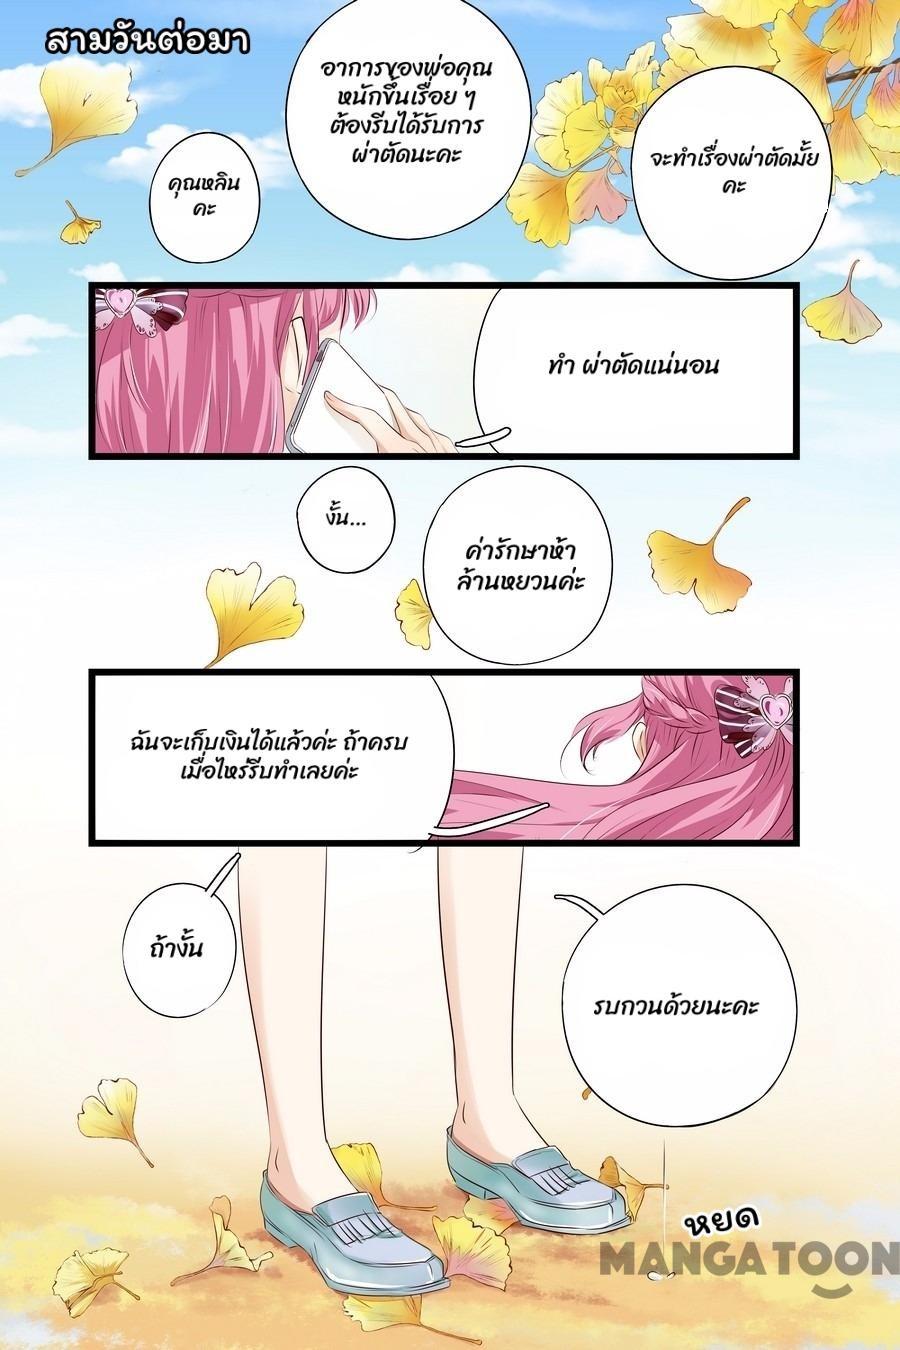 สามวันต่อมา
คุณหลิน
คะ
อาการของพ่อคุณ
หนักขึ้นเรื่อย ๆ
ต้องรีบได้รับการ
ผ่าตัดนะคะ
จะทำเรื่องผ่าตัดมั้ย
คะ
ทำ ผ่าตัดแน่นอน
งั้น...
ค่ารักษาห้า
ล้านหยวนค่ะ
ฉันจะเก็บเงินได้แล้วค่ะ ถ้าครบ
เมื่อไหร่รีบทำเลยค่ะ
ถ้างั้น
รบกวนด้วยนะคะ
หยด
MANGATOON